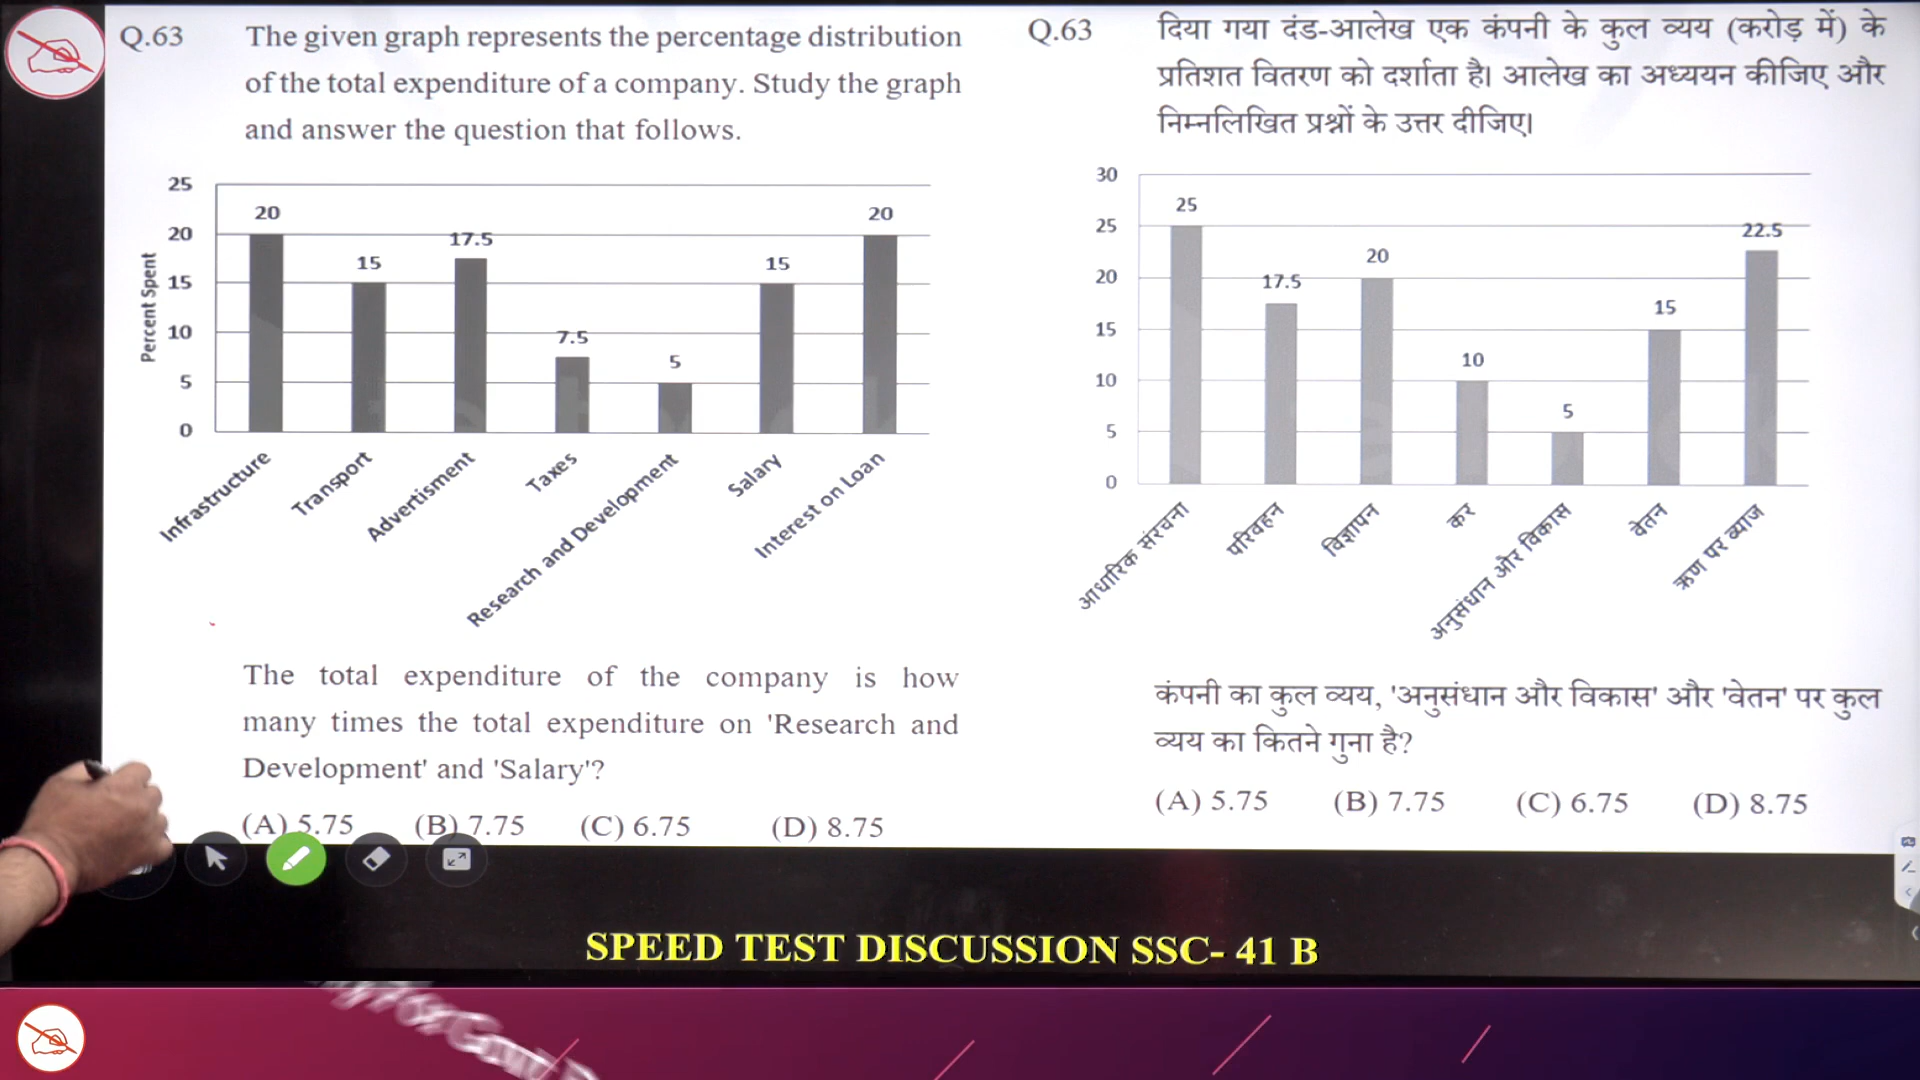 Q.63 The given graph represents the percentage distribution
of the total expenditure of a company. Study the graph
and answer the question that follows.
25
20
15
10
5
0
Percent Spent
20
15
17.5
7.5
5
15
20
Infrastructure
Transport
Advertisment
Taxes
Research and Development
Salary
Interest on Loan
The total expenditure of the company is how
many times the total expenditure on 'Research and
Development' and 'Salary'?
(A) 5.75 (B) 7.75 (C) 6.75 (D) 8.75
Q.63 दिया गया दंड-आलेख एक कंपनी के कुल व्यय (करोड़ में) के
प्रतिशत वितरण को दर्शाता है। आलेख का अध्ययन कीजिए और
निम्नलिखित प्रश्नों के उत्तर दीजिए।
30
25
20
15
10
5
0
25
17.5
20
10
5
15
22.5
आधारिक संरचना
परिवहन
विज्ञापन
कर
अनुसंधान और विकास
वेतन
ऋण पर ब्याज
कंपनी का कुल व्यय, 'अनुसंधान और विकास' और 'वेतन' पर कुल
व्यय का कितने गुना है?
(A) 5.75 (B) 7.75 (C) 6.75 (D) 8.75
SPEED TEST DISCUSSION SSC- 41 B